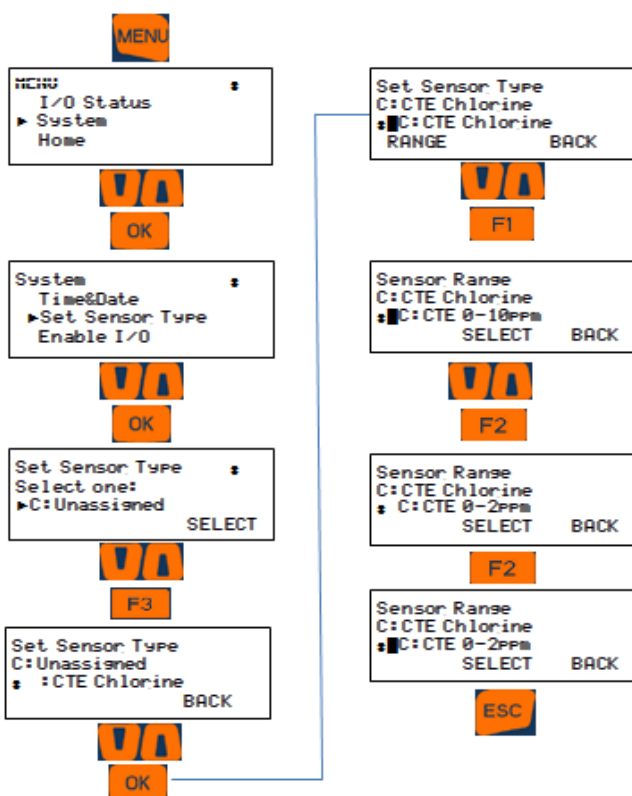 MENU
MENU
I/O Status
► System
Home
OK
System
Time&Date
►Set Sensor Type
Enable I/O
OK
Set Sensor Type
Select one:
►C:Unassigned
SELECT
F3
Set Sensor Type
C:Unassigned
:CTE Chlorine
BACK
OK
Set Sensor Type
C:CTE Chlorine
C:CTE Chlorine
RANGE BACK
F1
Sensor Range
C:CTE Chlorine
C:CTE 0-10ppm
SELECT BACK
F2
Sensor Range
C:CTE Chlorine
C:CTE 0-2ppm
SELECT BACK
F2
Sensor Range
C:CTE Chlorine
C:CTE 0-2ppm
SELECT BACK
ESC